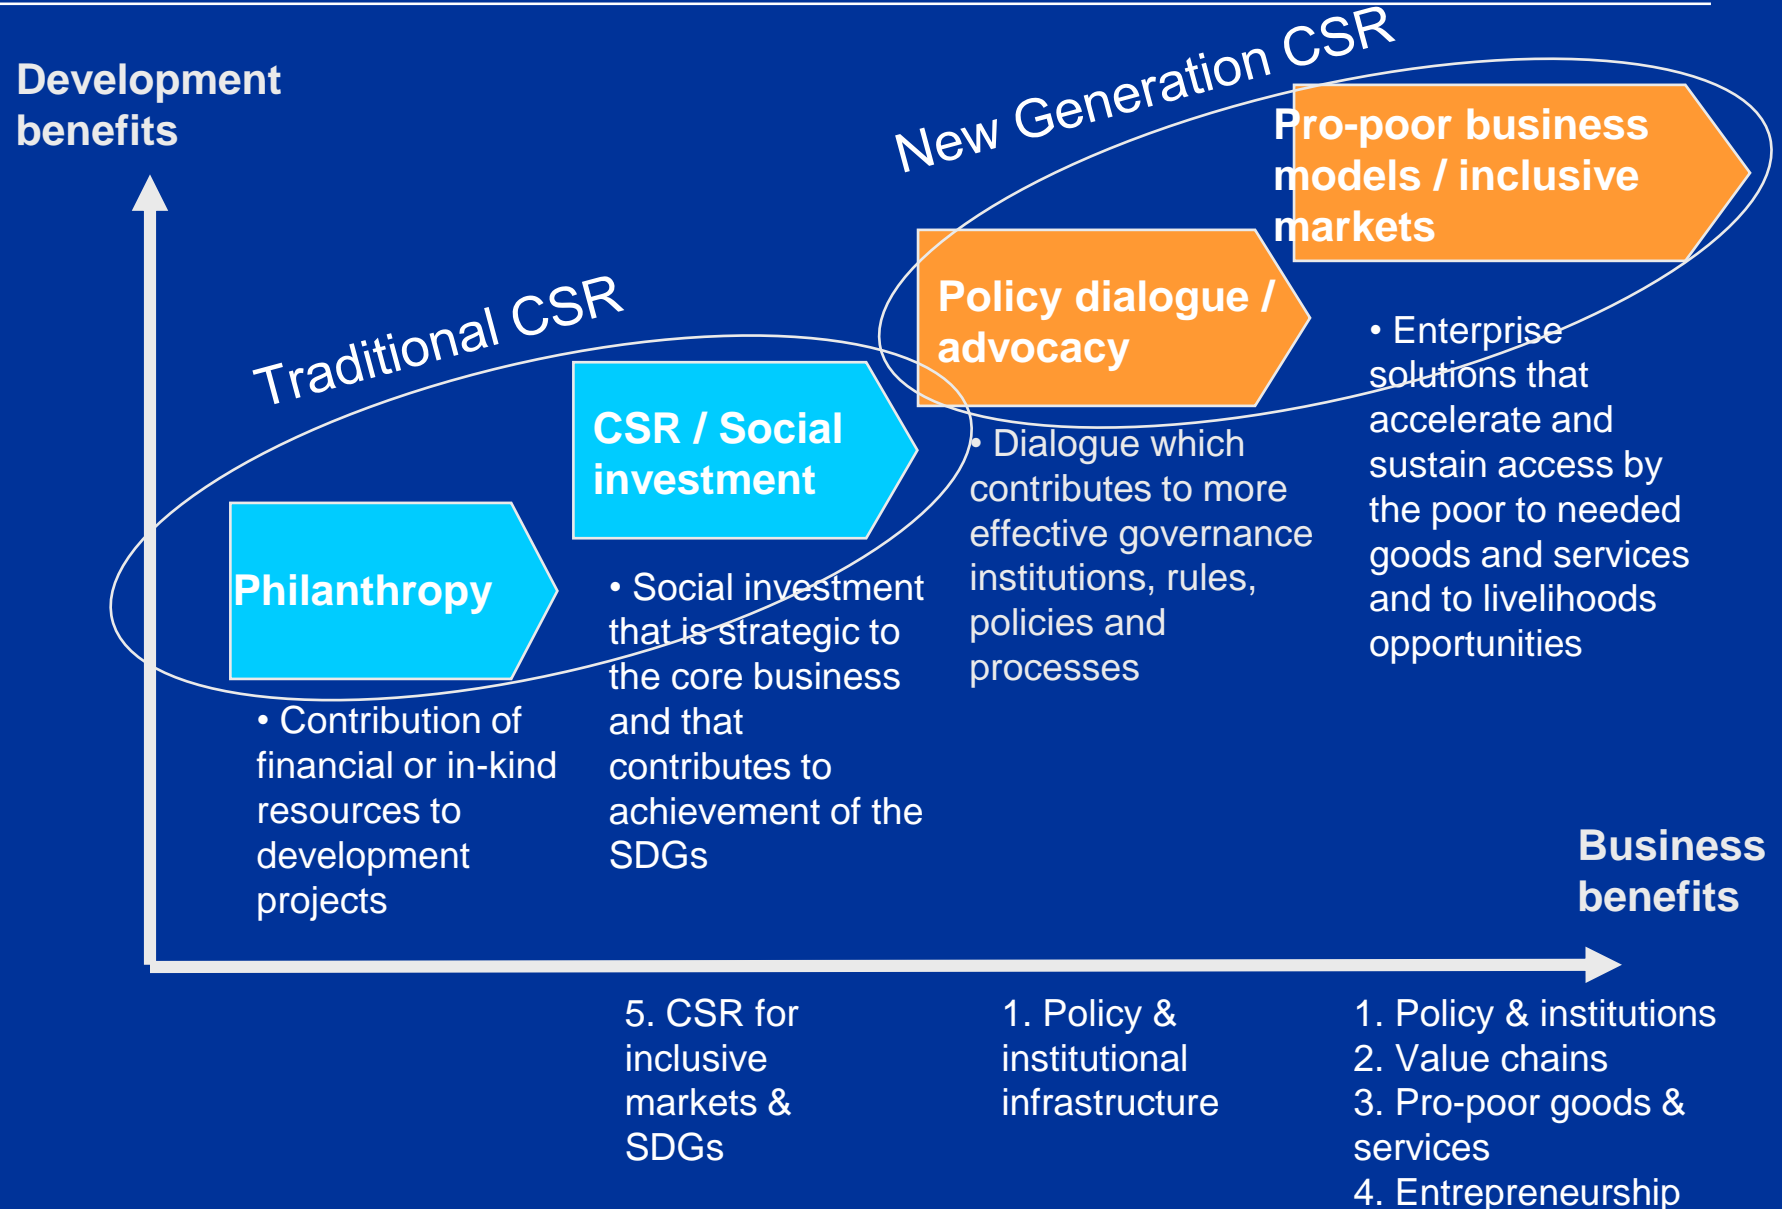 Development
benefits
New Generation CSR
Pro-poor business
models / inclusive
markets
Traditional CSR
Policy dialogue /
advocacy
CSR / Social
investment
Philanthropy
• Contribution of
financial or in-kind
resources to
development
projects
• Social investment
that is strategic to
the core business
and that
contributes to
achievement of the
SDGs
• Dialogue which
contributes to more
effective governance
institutions, rules,
policies and
processes
• Enterprise
solutions that
accelerate and
sustain access by
the poor to needed
goods and services
and to livelihoods
opportunities
Business
benefits
5. CSR for
inclusive
markets &
SDGs
1. Policy &
institutional
infrastructure
1. Policy & institutions
2. Value chains
3. Pro-poor goods &
services
4. Entrepreneurship